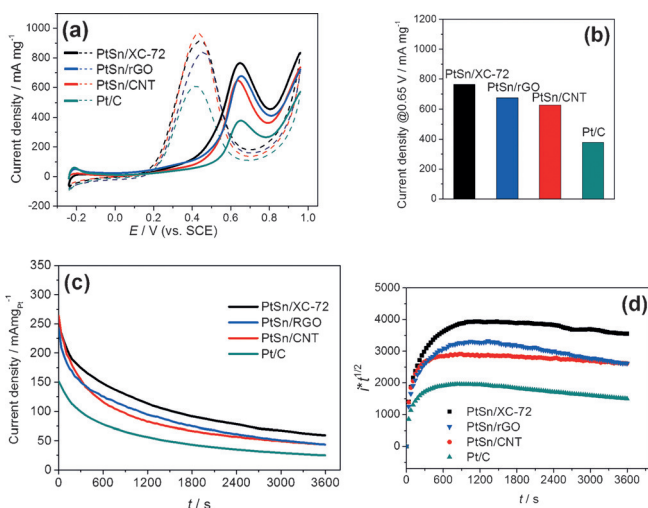 (a)
PtSn/XC-72
PtSn/rGO
PtSn/CNT
Pt/C
Current density / mA mg⁻¹
1000
800
600
400
200
0
-200
-0.2 0.0 0.2 0.4 0.6 0.8 1.0
E / V (vs. SCE)
(b)
Current density @0.65 V / mA mg⁻¹
1200
1000
800
600
400
200
0
PtSn/XC-72
PtSn/rGO
PtSn/CNT
Pt/C
(c)
Current density / mAmgPt⁻¹
350
300
250
200
150
100
50
0
PtSn/XC-72
PtSn/RGO
PtSn/CNT
Pt/C
0 600 1200 1800 2400 3000 3600
t / s
(d)
i* t^1/2
5000
4000
3000
2000
1000
0
PtSn/XC-72
PtSn/rGO
PtSn/CNT
Pt/C
0 600 1200 1800 2400 3000 3600
t / s